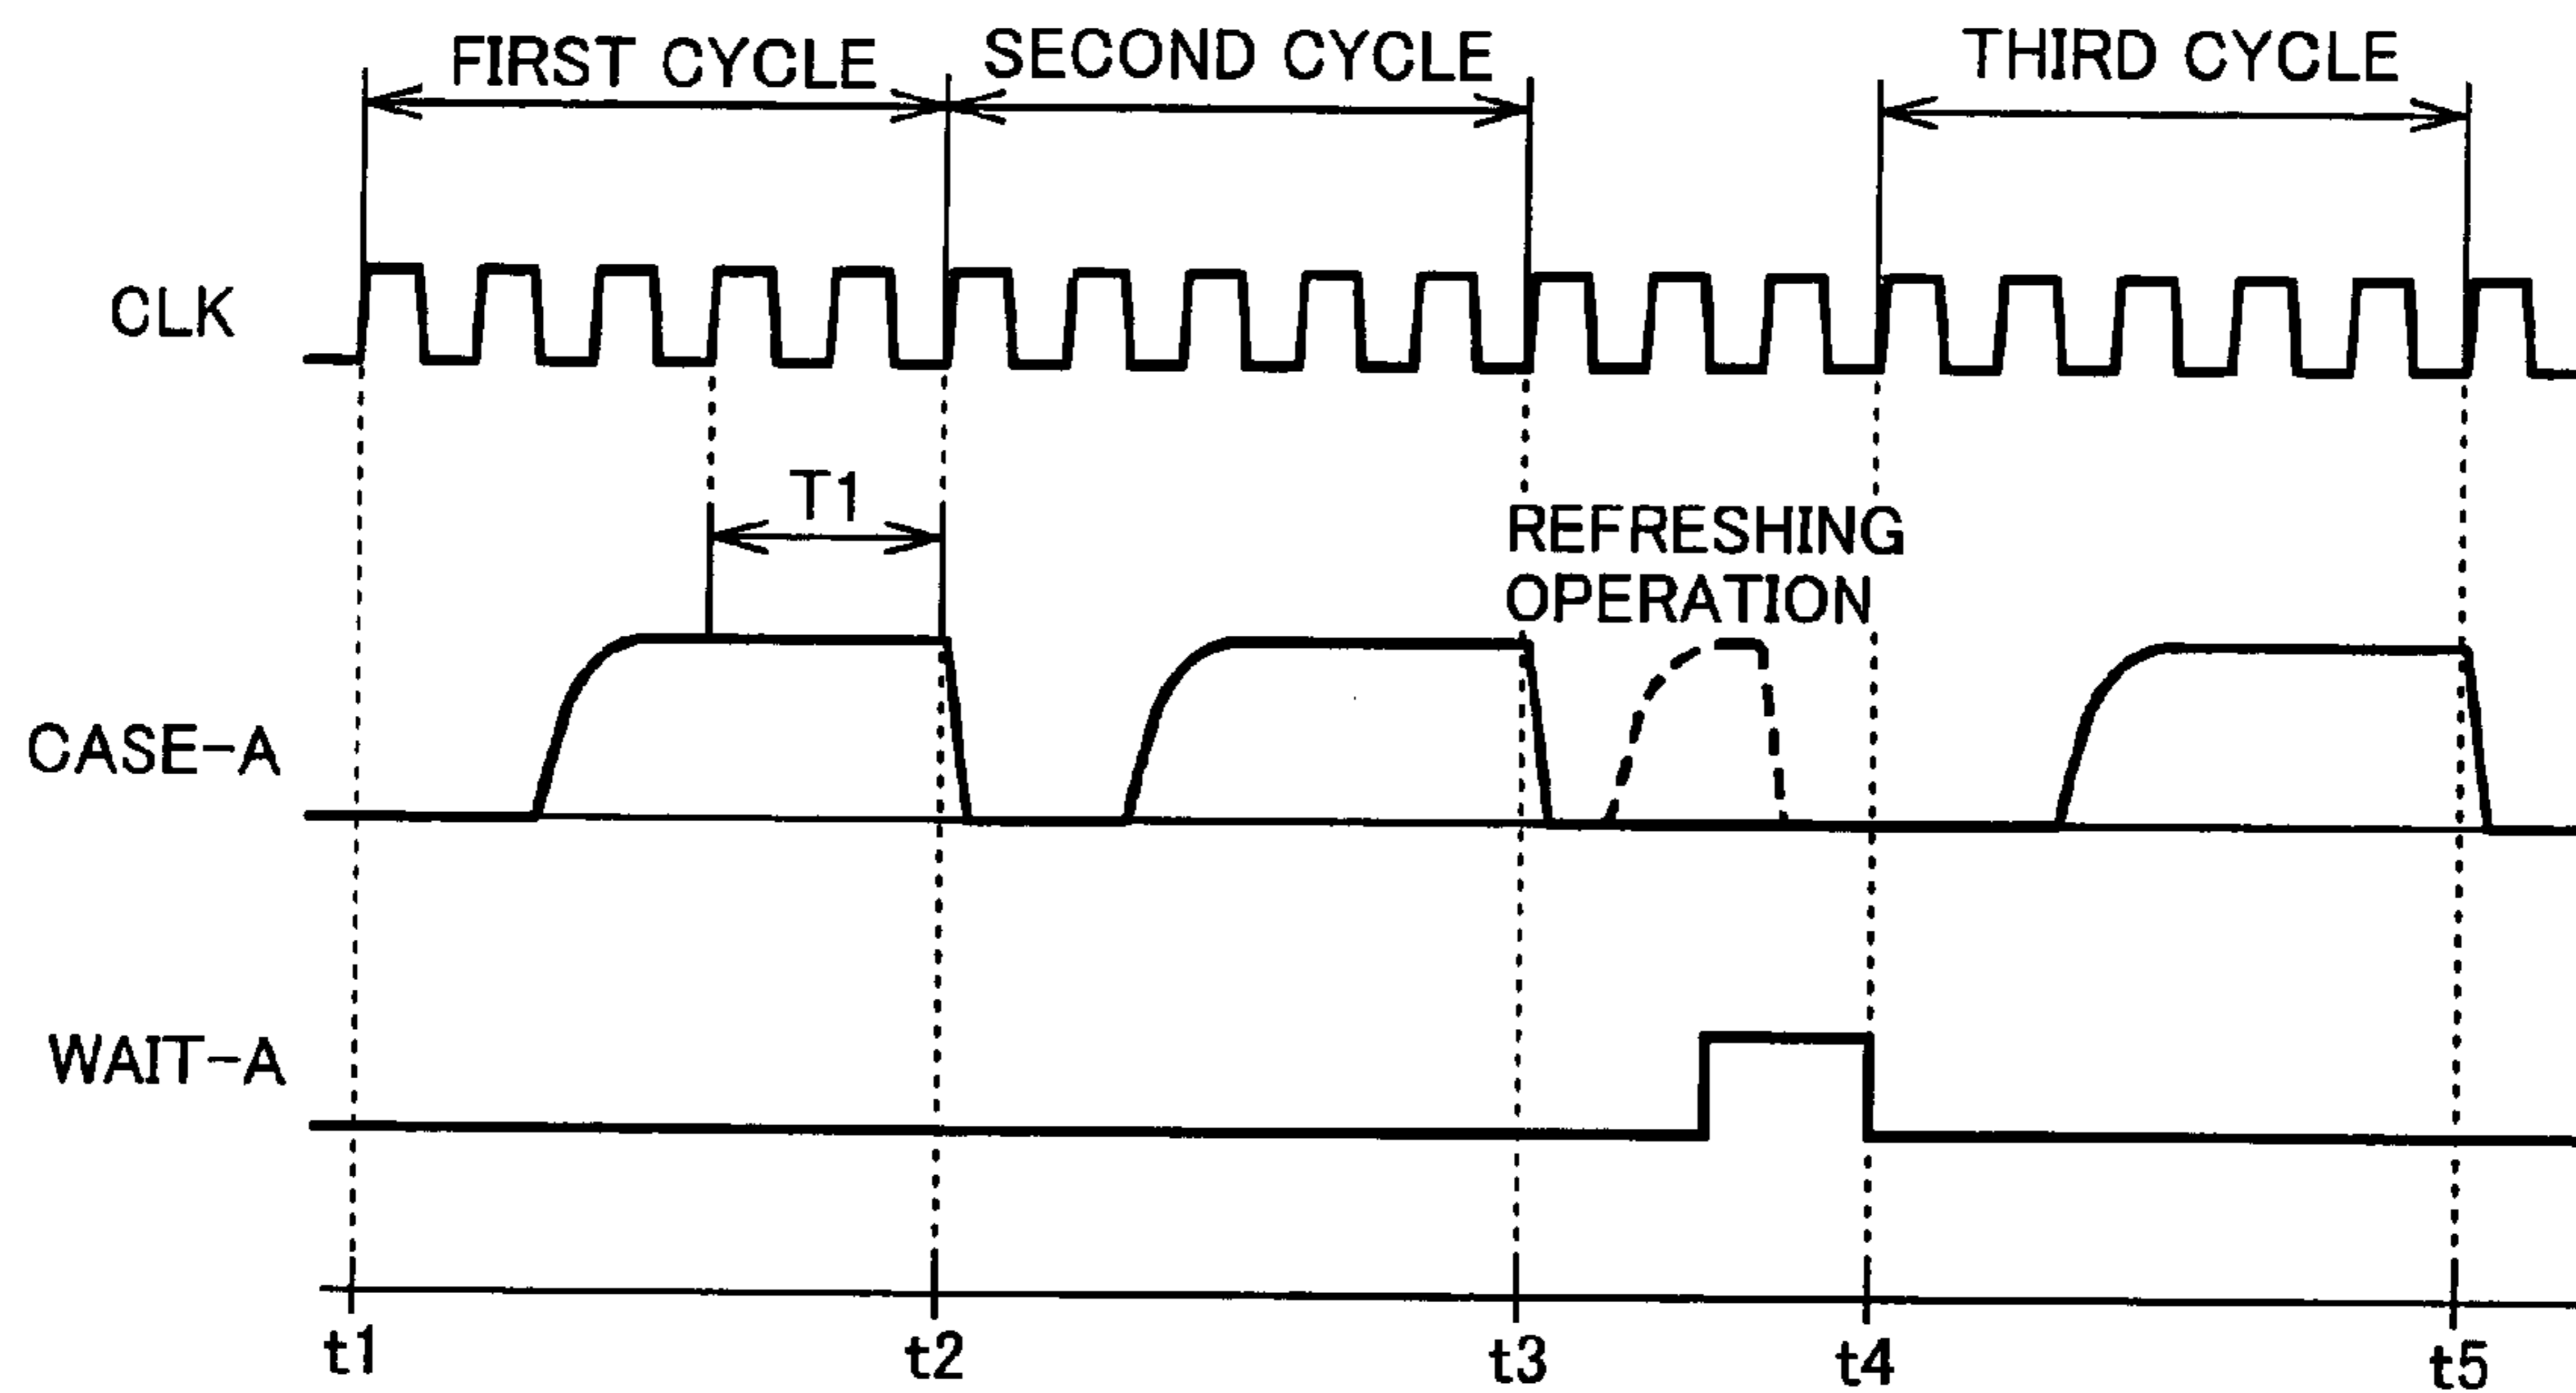 FIRST CYCLE
SECOND CYCLE
THIRD CYCLE
CLK
T1
REFRESHING
OPERATION
CASE-A
WAIT-A
t1
t2
t3
t4
t5